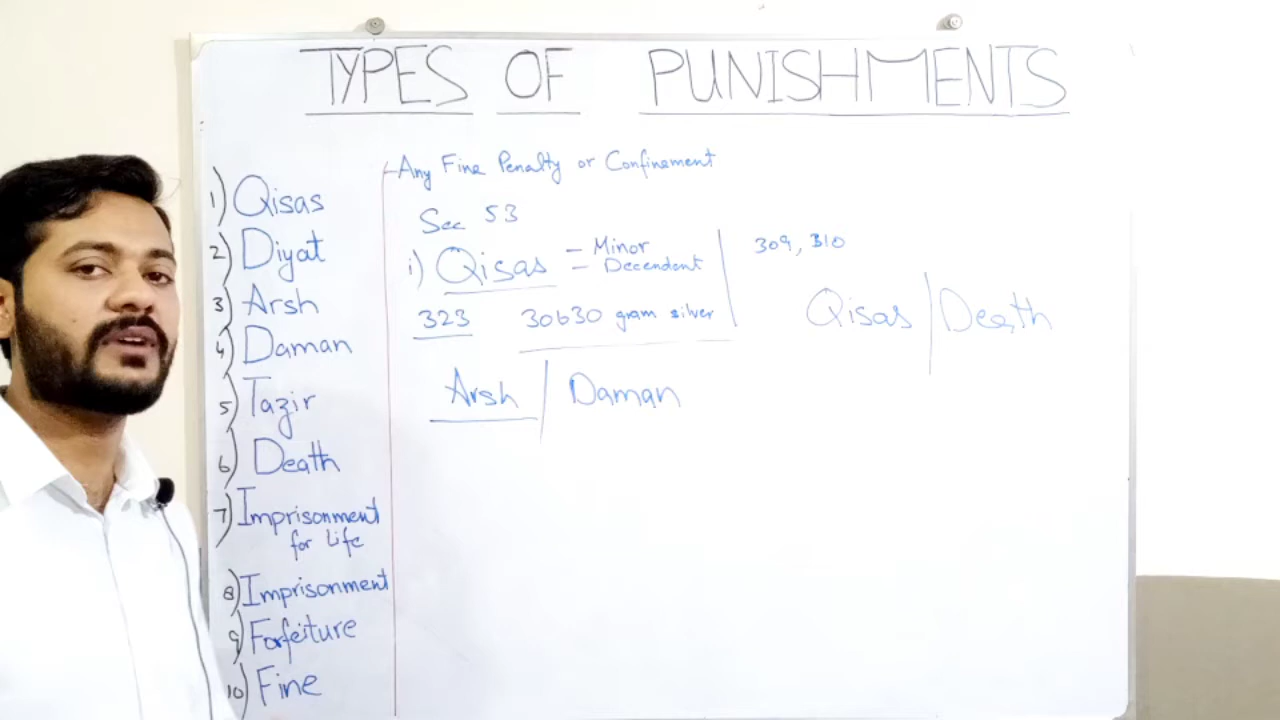 TYPES OF PUNISHMENTS
1) Qisas
2) Diyat
3) Arsh
4) Daman
5) Tazir
6) Death
7) Imprisonment
for Life
8) Imprisonment
9) Forfeiture
10) Fine
Any Fine Penalty or Confinement
Sec 53
i) Qisas – Minor
– Decendent
309, 310
323 30630 gram silver
Qisas | Death
Arsh | Daman